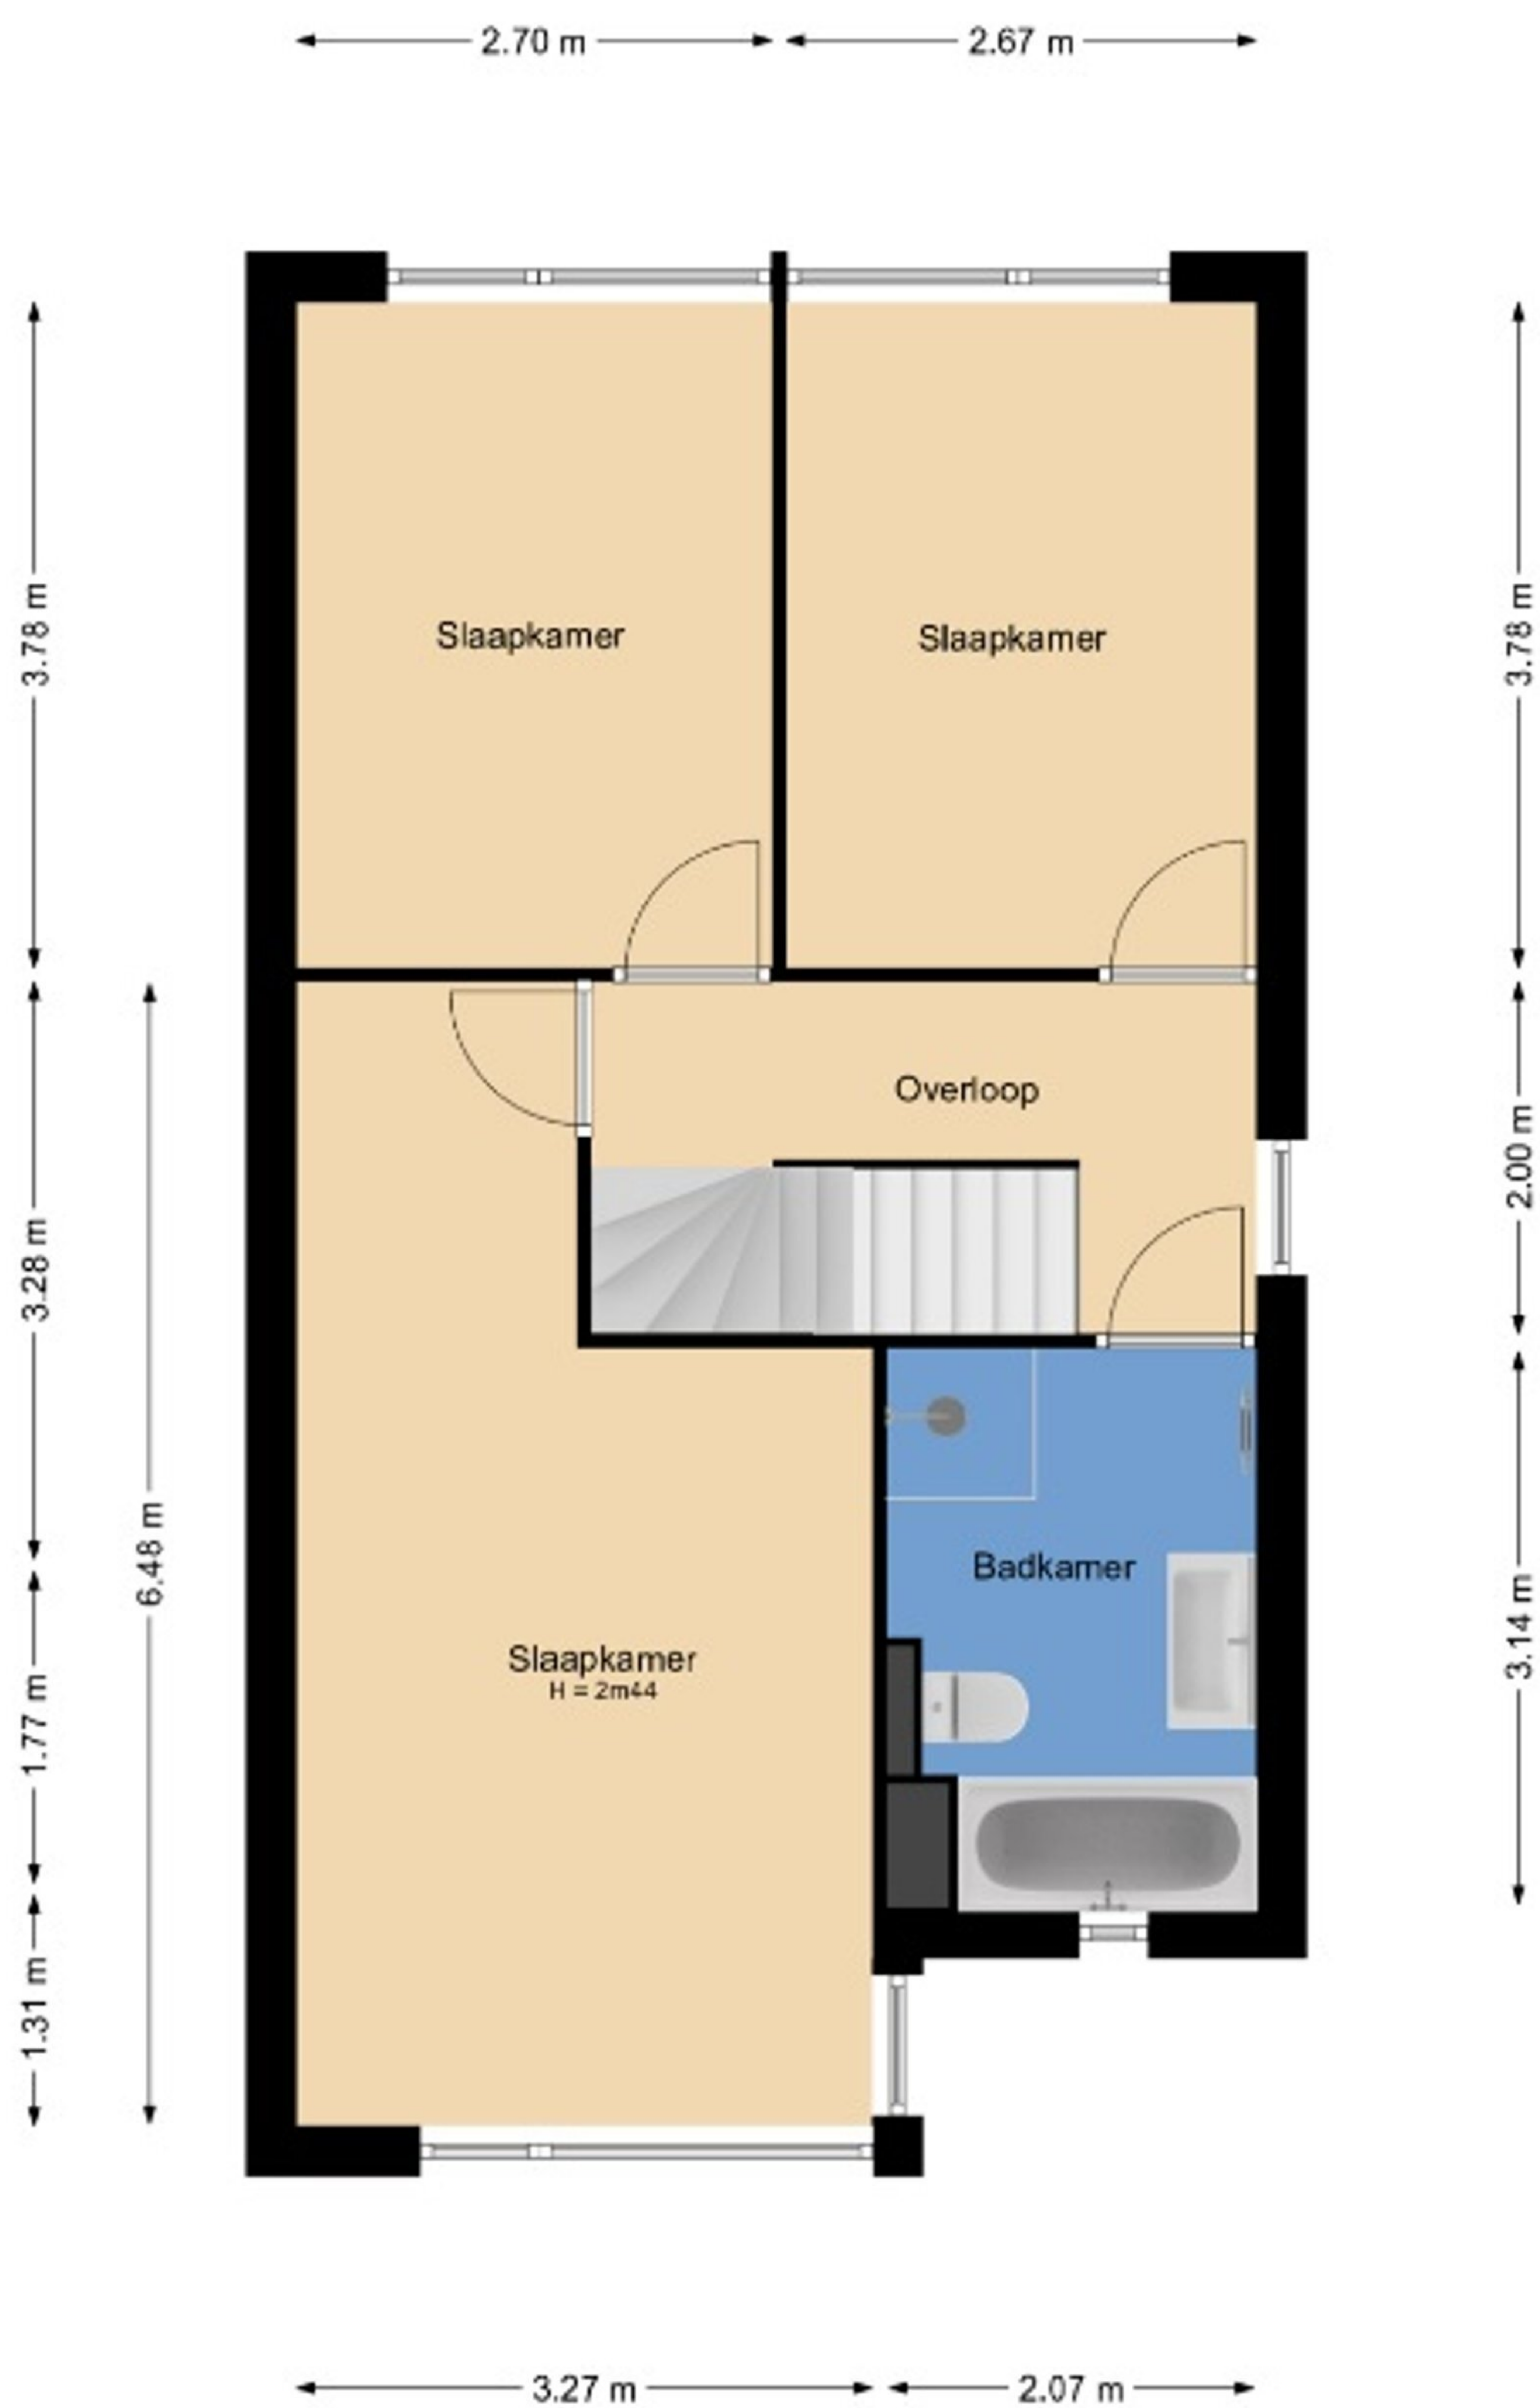 2.70 m
2.67 m
3.78 m
3.78 m
Slaapkamer
Slaapkamer
Overloop
2.00 m
3.28 m
6.48 m
Badkamer
3.14 m
Slaapkamer
H = 2m44
1.77 m
1.31 m
3.27 m
2.07 m